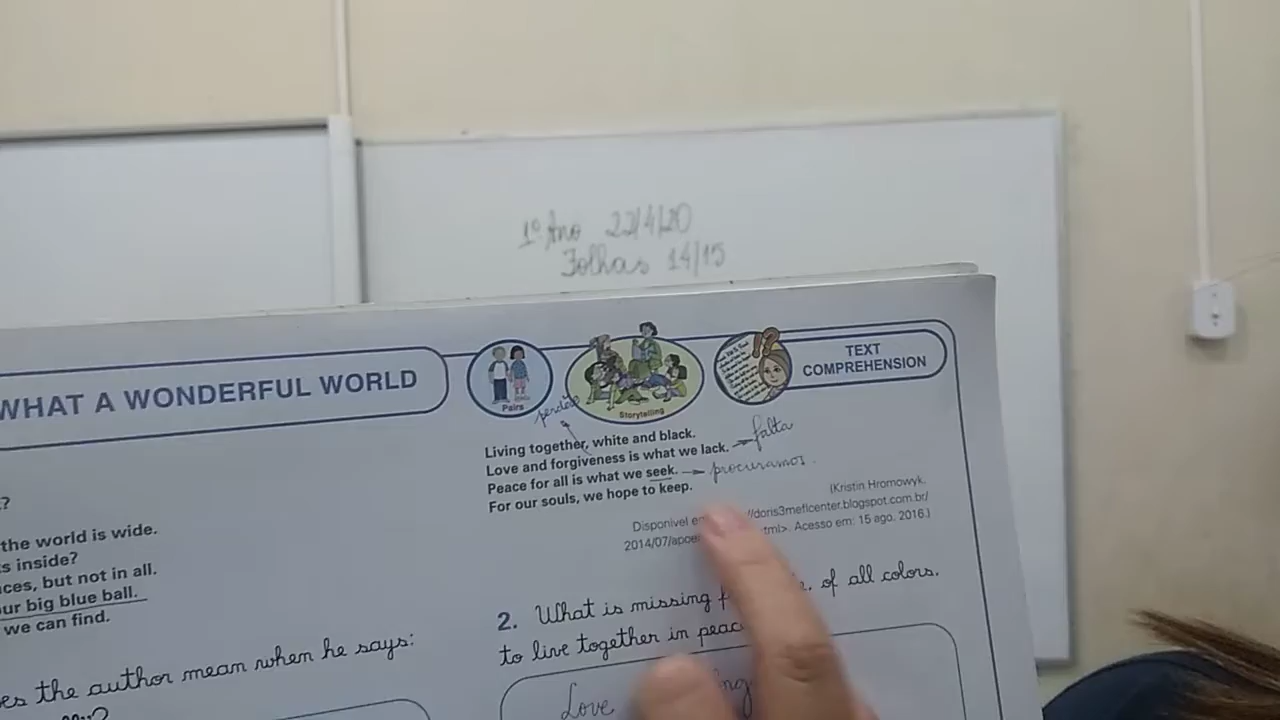 1º Ano 22/4/20
Folhas 14/15
WHAT A WONDERFUL WORLD
Pairs
Storytelling
TEXT
COMPREHENSION
?
the world is wide.
s inside?
ces, but not in all.
ur big blue ball.
we can find.
es the author mean when he says:
Living together, white and black.
Love and forgiveness is what we lack. falta
Peace for all is what we seek. procuramos.
For our souls, we hope to keep.
(Kristin Hromowyk.
Disponível //doris3meflcenter.blogspot.com.br/
2014/07/ html>. Acesso em: 15 ago. 2016.)
2. What is missing of all colors,
to live together in peac
Love